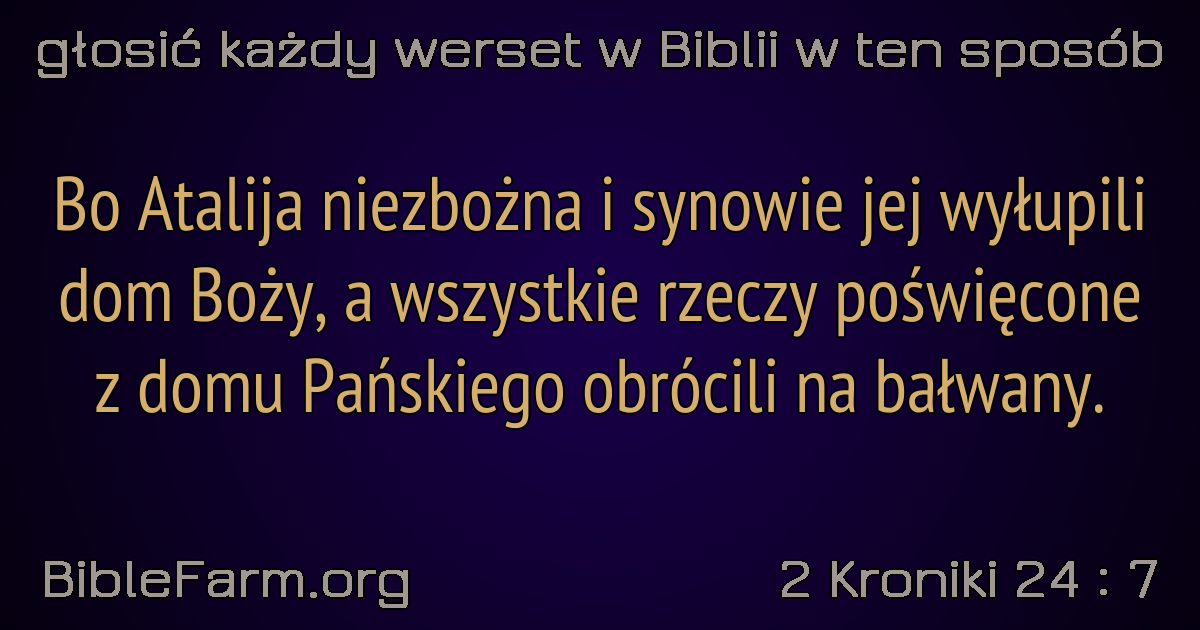 głosić każdy werset w Biblii w ten sposób
Bo Atalija niezbożna i synowie jej wyłupili
dom Boży, a wszystkie rzeczy poświęcone
z domu Pańskiego obrócili na bałwany.
BibleFarm.org
2 Kroniki 24 : 7